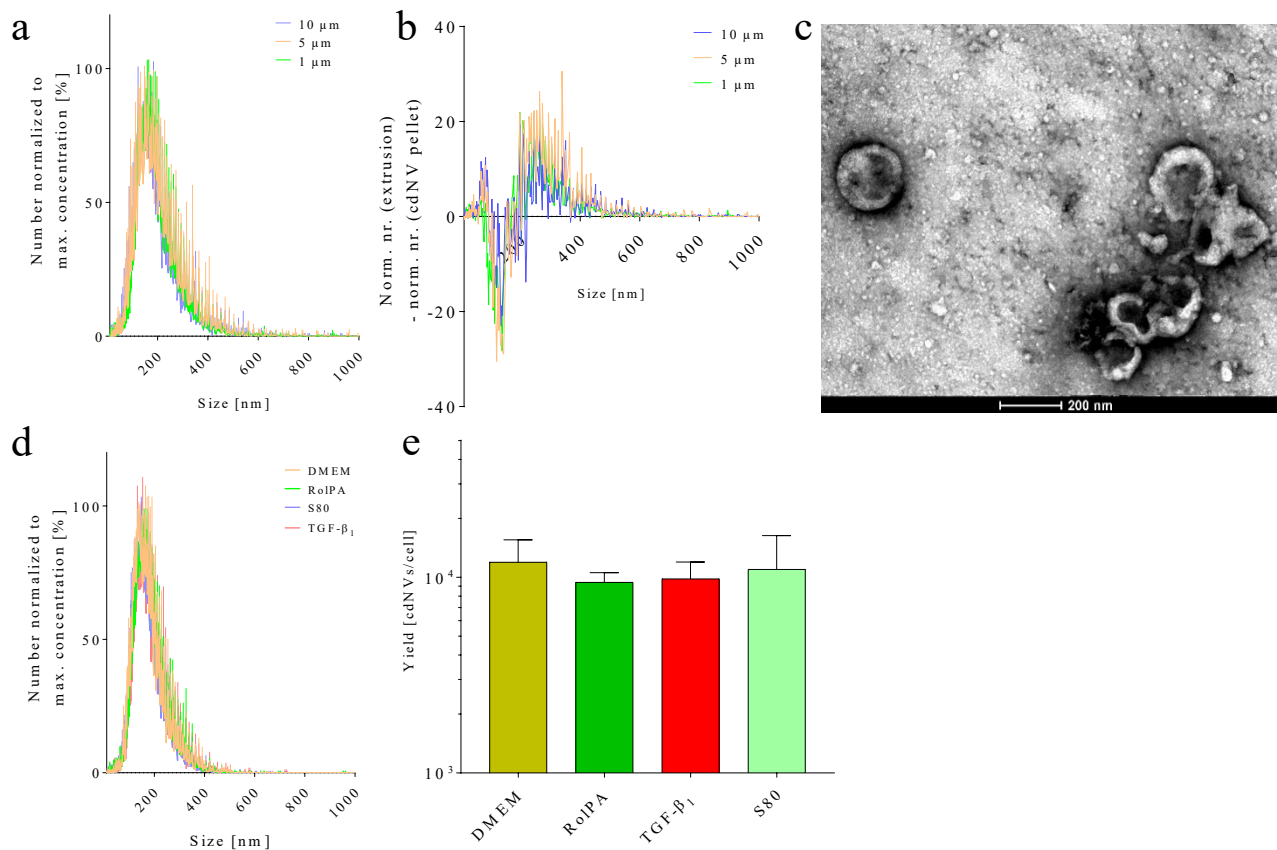 a
10 µm
5 µm
1 µm
Number normalized to
max. concentration [%]
100
50
0
200
400
600
800
1000
Size [nm]
b
10 µm
5 µm
1 µm
Norm. nr. (extrusion)
- norm. nr. (cdNV pellet)
40
20
0
-20
-40
200
400
600
800
1000
Size [nm]
c
200 nm
d
DMEM
RolPA
S80
TGF-β₁
Number normalized to
max. concentration [%]
100
50
0
200
400
600
800
1000
Size [nm]
e
Yield [cdNVs/cell]
10⁴
10³
DMEM
RolPA
TGF-β₁
S80